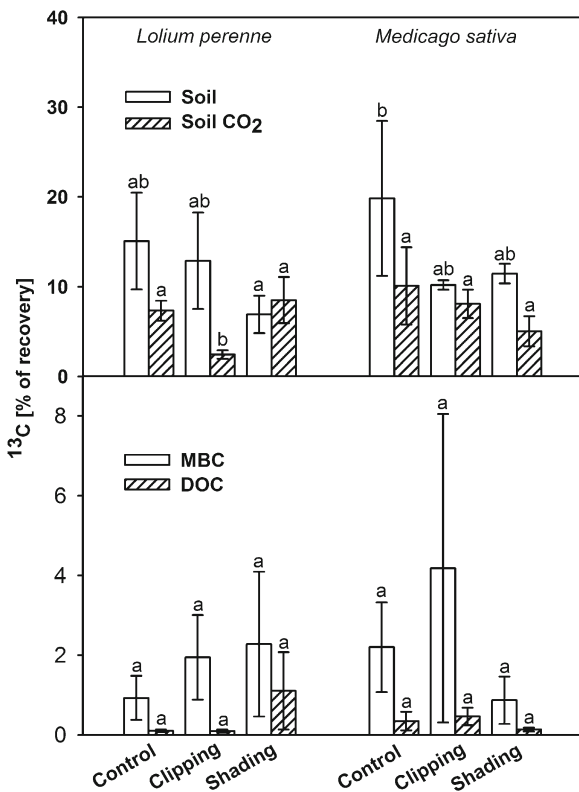 Lolium perenne Medicago sativa
Soil
Soil CO2
40
30
20
10
0
ab a ab b a a b a ab a ab a
13C [% of recovery]
MBC
DOC
8
6
4
2
0
a a a a a a a a a a a a
Control Clipping Shading Control Clipping Shading